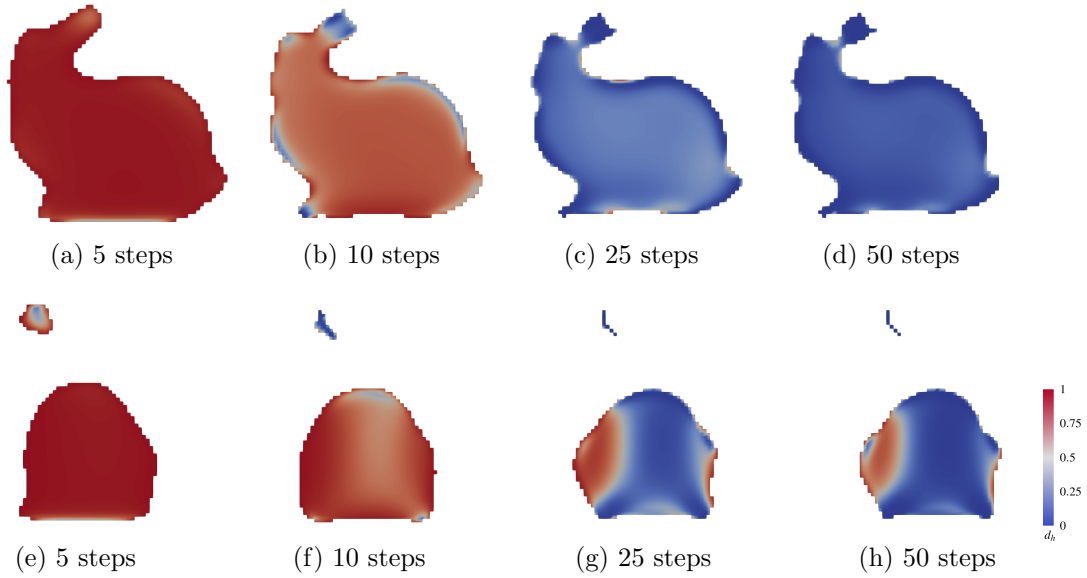 (a) 5 steps
(b) 10 steps
(c) 25 steps
(d) 50 steps
1
0.75
0.5
0.25
0
d_h
(e) 5 steps
(f) 10 steps
(g) 25 steps
(h) 50 steps